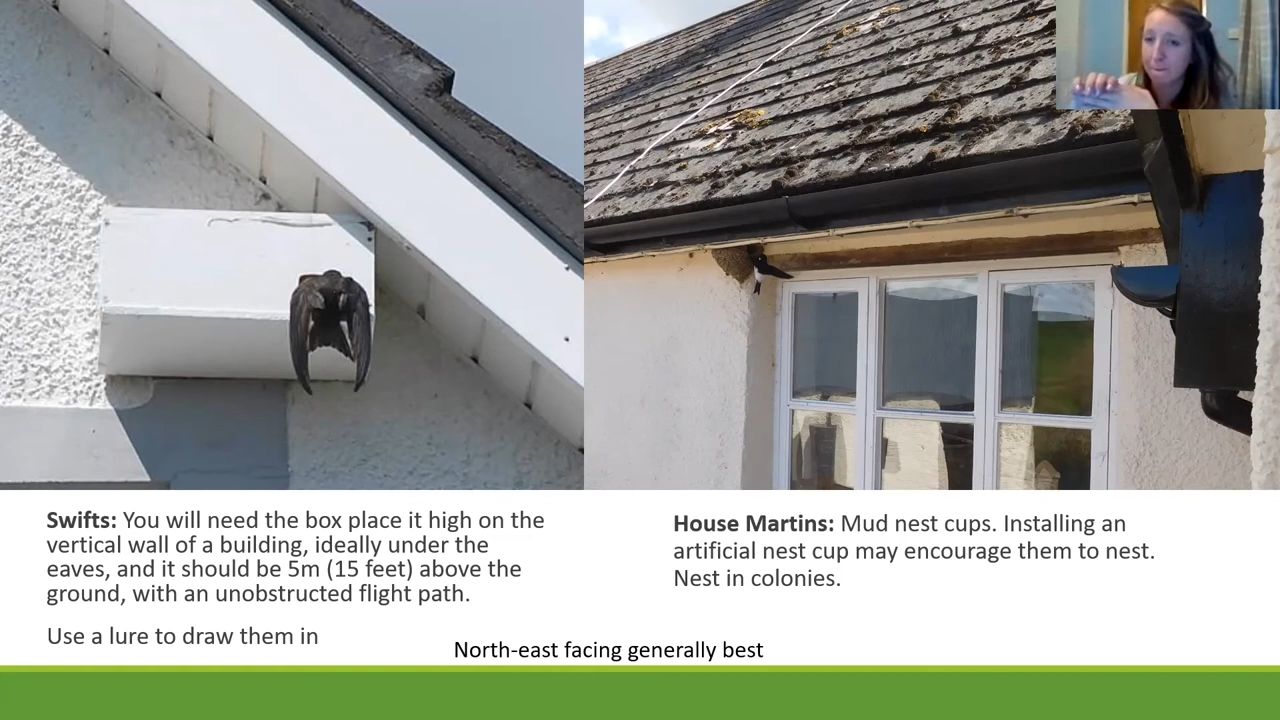 Swifts: You will need the box place it high on the
vertical wall of a building, ideally under the
eaves, and it should be 5m (15 feet) above the
ground, with an unobstructed flight path.
Use a lure to draw them in
House Martins: Mud nest cups. Installing an
artificial nest cup may encourage them to nest.
Nest in colonies.
North-east facing generally best